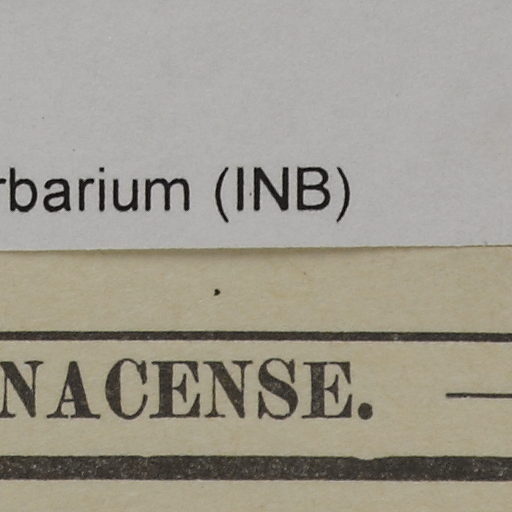 rbarium (INB)
NACENSE. —